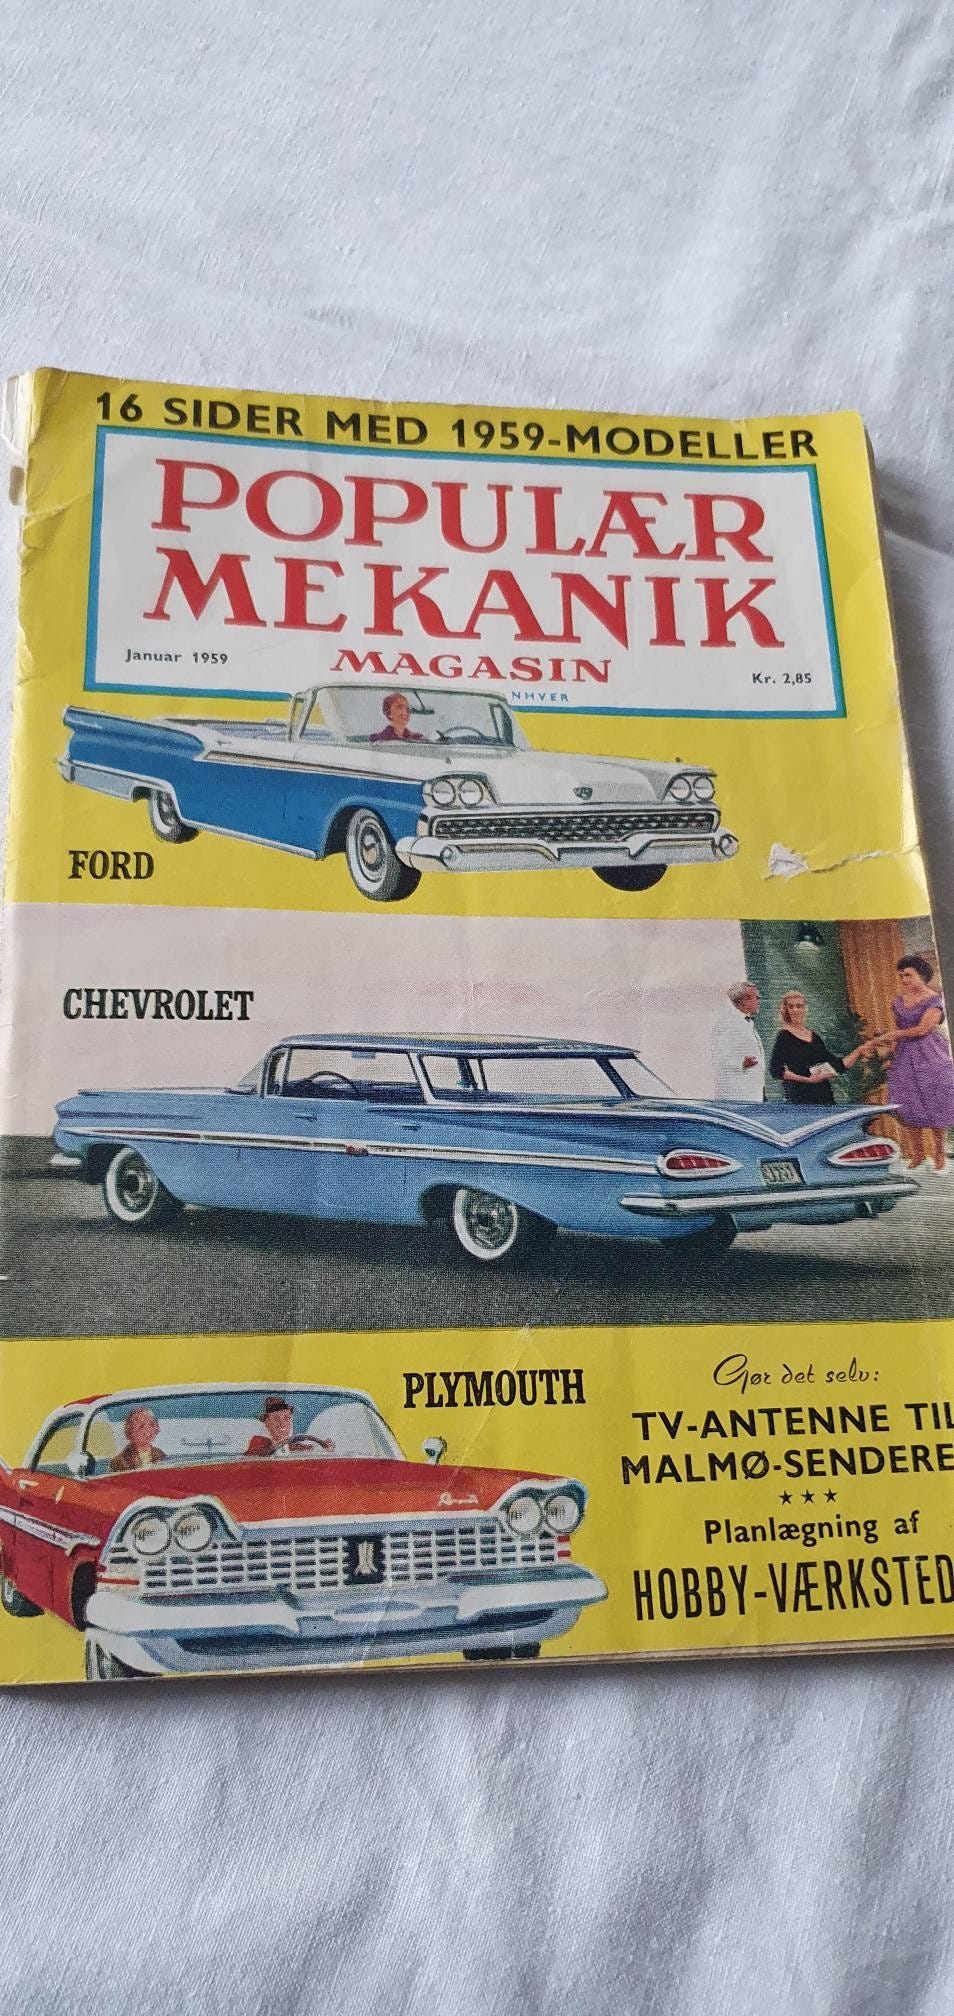 16 SIDER MED 1959-MODELLER
POPULÆR
MEKANIK
MAGASIN
Januar 1959
Kr. 2,85
FORD
CHEVROLET
PLYMOUTH
Gør det selv:
TV-ANTENNE TIL
MALMØ-SENDERE
★ ★ ★
Planlægning af
HOBBY-VÆRKSTED